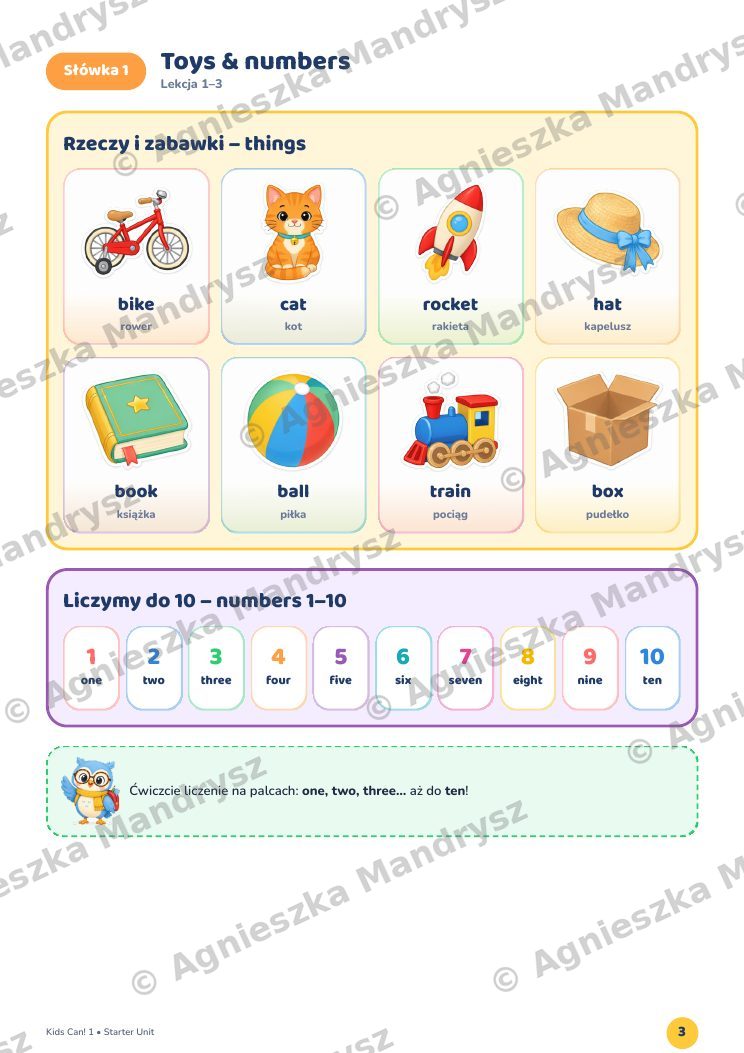 Słówka 1
Toys & numbers
Lekcja 1–3
Rzeczy i zabawki – things
bike
rower
cat
kot
rocket
rakieta
hat
kapelusz
book
książka
ball
piłka
train
pociąg
box
pudełko
Liczymy do 10 – numbers 1–10
1
one
2
two
3
three
4
four
5
five
6
six
7
seven
8
eight
9
nine
10
ten
Ćwiczcie liczenie na palcach: one, two, three... aż do ten!
Kids Can! 1 • Starter Unit
3
© Agnieszka Mandrysz